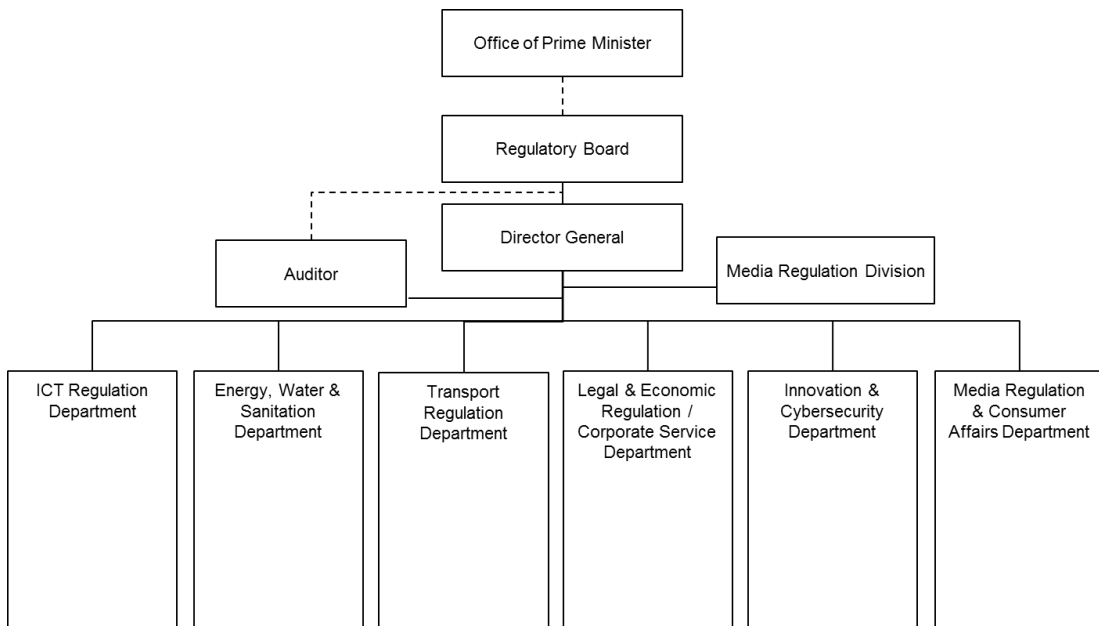 Office of Prime Minister
Regulatory Board
Director General
Auditor
Media Regulation Division
ICT Regulation
Department
Energy, Water &
Sanitation
Department
Transport
Regulation
Department
Legal & Economic
Regulation /
Corporate Service
Department
Innovation &
Cybersecurity
Department
Media Regulation
& Consumer
Affairs Department